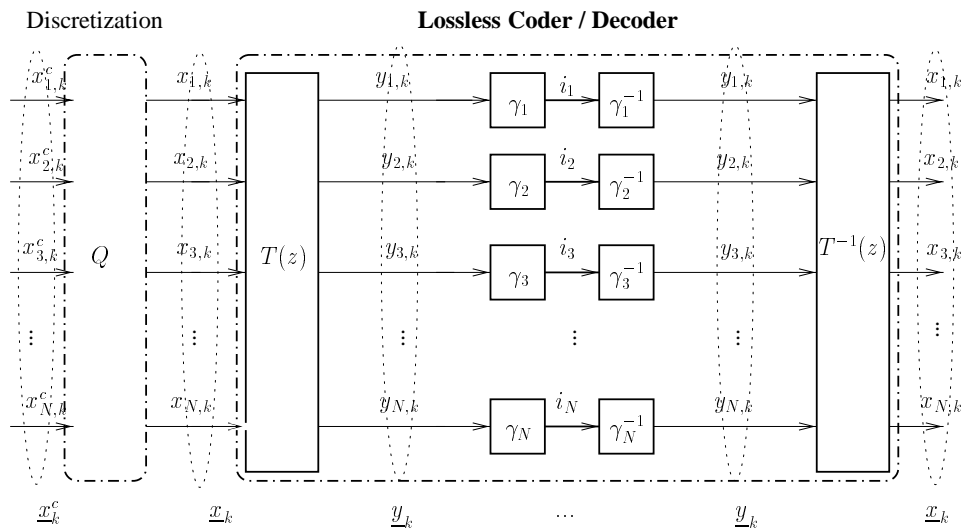 Discretization Lossless Coder / Decoder
x^c_{1,k} x_{1,k} y_{1,k} i_1 y_{1,k} x_{1,k}
γ_1 γ_1^{-1}
x^c_{2,k} x_{2,k} y_{2,k} i_2 y_{2,k} x_{2,k}
γ_2 γ_2^{-1}
x^c_{3,k} Q x_{3,k} T(z) y_{3,k} i_3 y_{3,k} T^{-1}(z) x_{3,k}
γ_3 γ_3^{-1}
... ... ... ... ... ...
x^c_{N,k} x_{N,k} y_{N,k} i_N y_{N,k} x_{N,k}
γ_N γ_N^{-1}
x^c_k x_k y_k ... y_k x_k